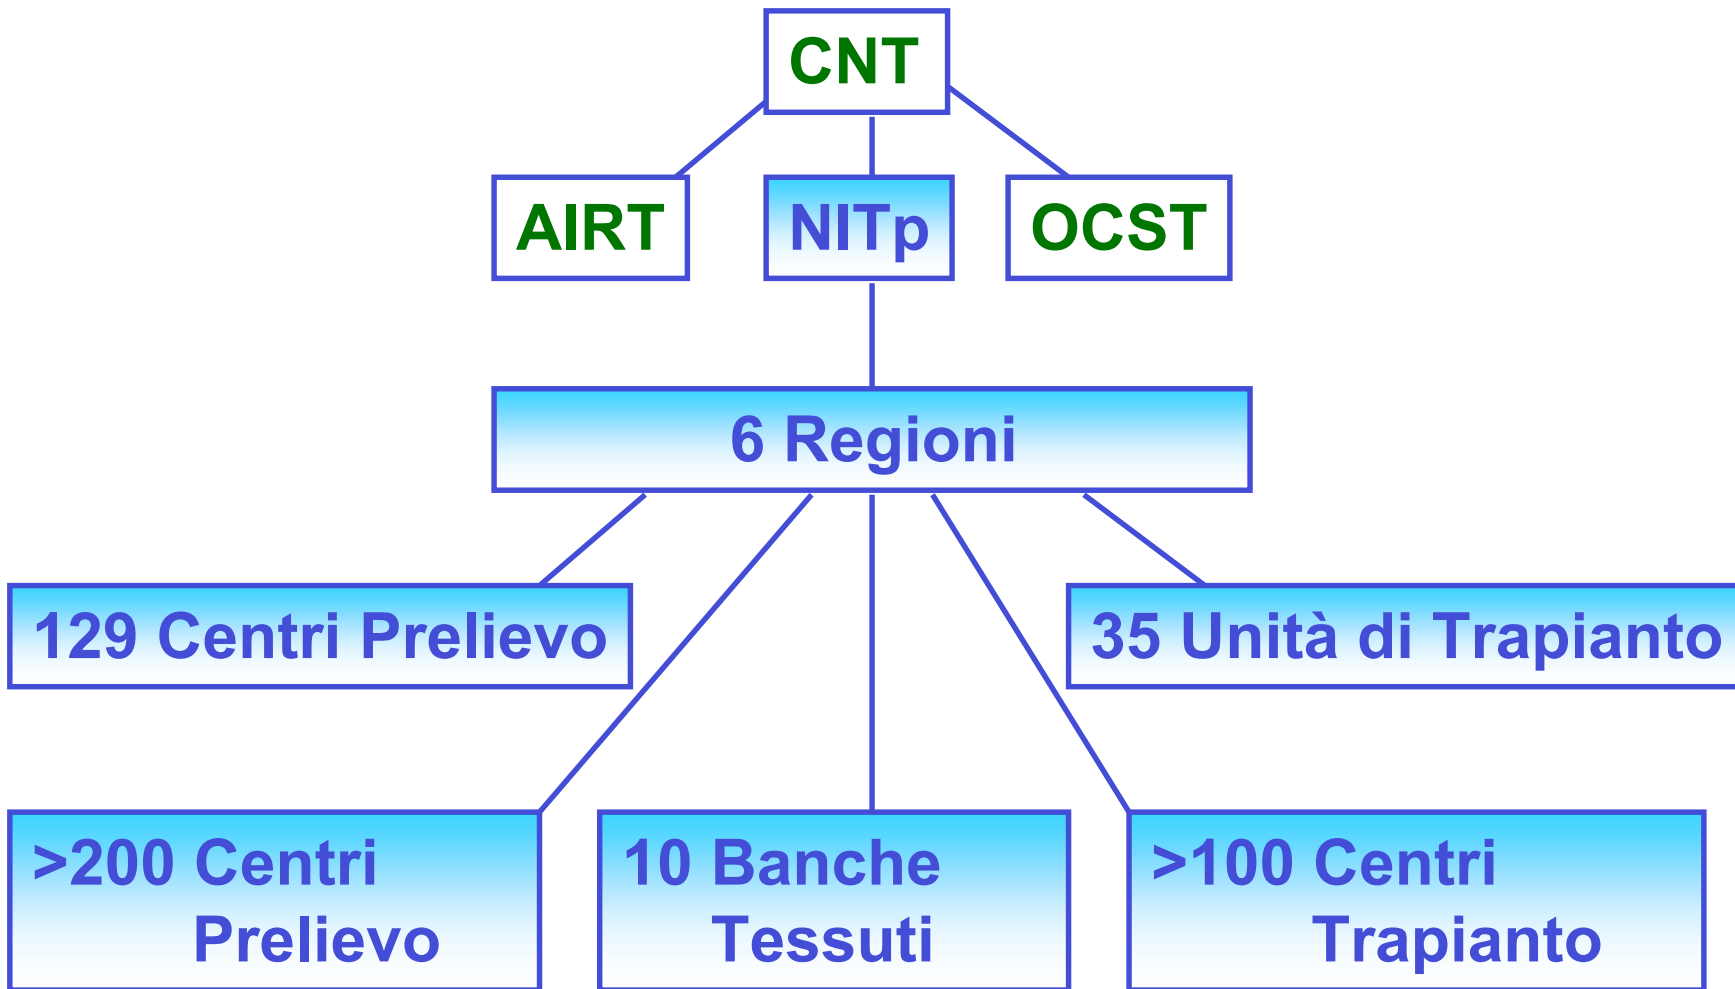 CNT
AIRT
NITp
OCST
6 Regioni
129 Centri Prelievo
35 Unità di Trapianto
>200 Centri
Prelievo
10 Banche
Tessuti
>100 Centri
Trapianto